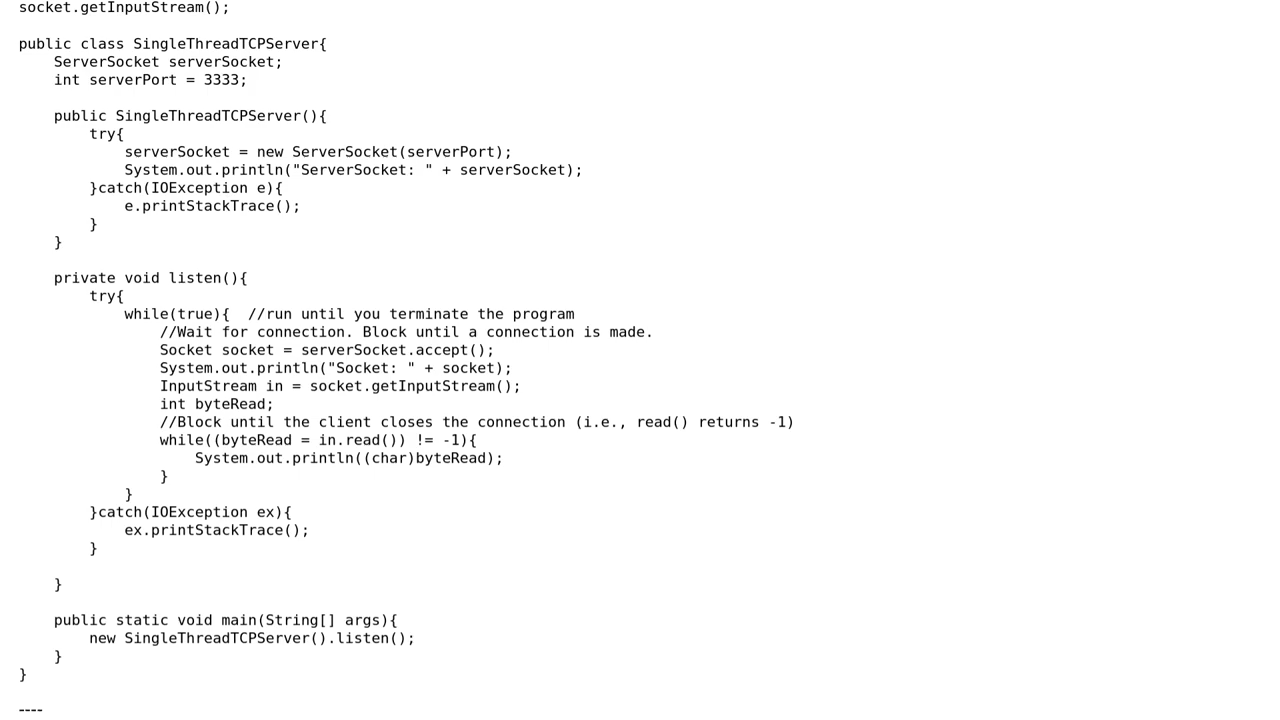 socket.getInputStream();
public class SingleThreadTCPServer{
    ServerSocket serverSocket;
    int serverPort = 3333;
    public SingleThreadTCPServer(){
        try{
            serverSocket = new ServerSocket(serverPort);
            System.out.println("ServerSocket: " + serverSocket);
        }catch(IOException e){
            e.printStackTrace();
        }
    }
    private void listen(){
        try{
            while(true){  //run until you terminate the program
                //Wait for connection. Block until a connection is made.
                Socket socket = serverSocket.accept();
                System.out.println("Socket: " + socket);
                InputStream in = socket.getInputStream();
                int byteRead;
                //Block until the client closes the connection (i.e., read() returns -1)
                while((byteRead = in.read()) != -1){
                    System.out.println((char)byteRead);
                }
            }
        }catch(IOException ex){
            ex.printStackTrace();
        }
    }
    public static void main(String[] args){
        new SingleThreadTCPServer().listen();
    }
}
----